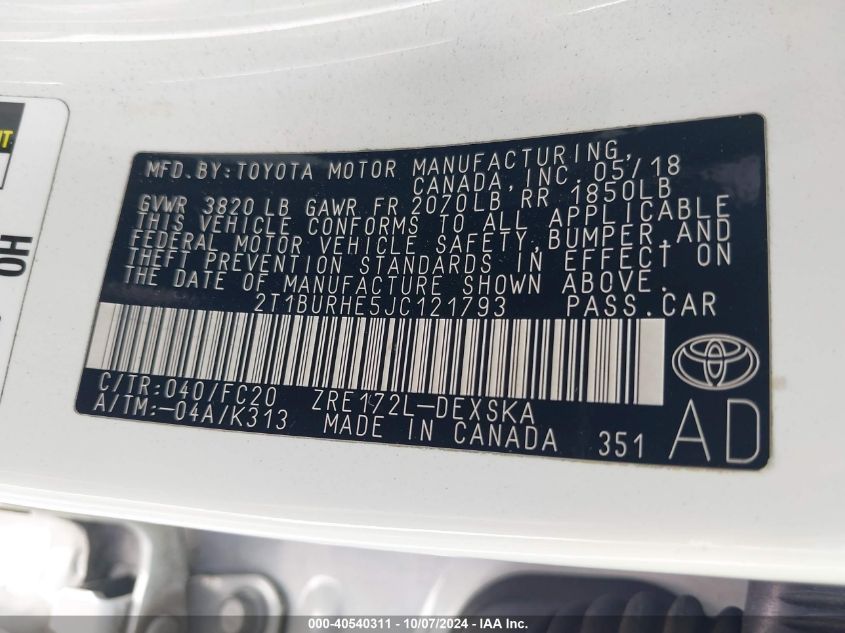 MFD. BY: TOYOTA MOTOR MANUFACTURING,
CANADA, INC. 05/18
GVWR 3820 LB GAWR FR 2070LB RR 1850LB
THIS VEHICLE CONFORMS TO ALL APPLICABLE
FEDERAL MOTOR VEHICLE SAFETY, BUMPER, AND
THEFT PREVENTION STANDARDS IN EFFECT ON
THE DATE OF MANUFACTURE SHOWN ABOVE.
2T1BURHE5JC121793 PASS.CAR
C/TR:040/FC20 ZRE172L-DEXSKA
A/TM:-04A/K313 MADE IN CANADA 351 AD
000-40540311 - 10/07/2024 - IAA Inc.